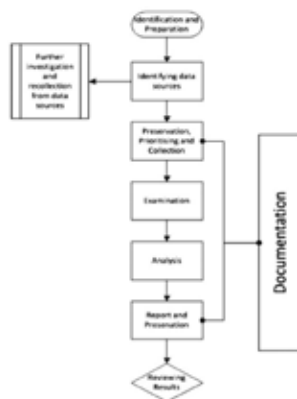 Identification and
Preparation
Further
investigation
and
recollection
from data
sources
Identifying data
sources
Preservation,
Prioritising and
Collection
Examination
Analysis
Documentation
Report and
Presenation
Reviewing
Results